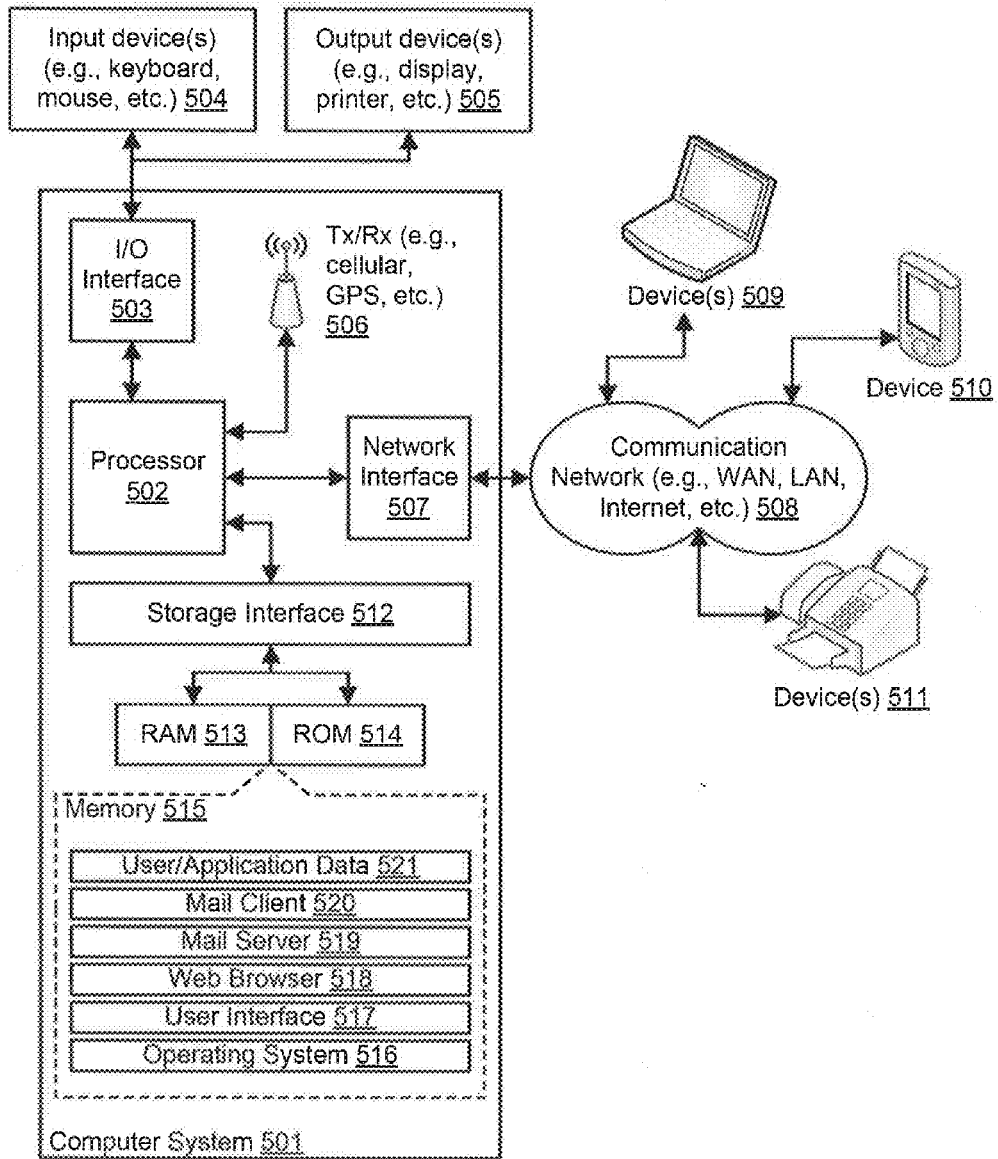 Input device(s)
(e.g., keyboard,
mouse, etc.) 504
Output device(s)
(e.g., display,
printer, etc.) 505
I/O
Interface
503
Tx/Rx (e.g.,
cellular,
GPS, etc.)
506
Device(s) 509
Device 510
Processor
502
Network
Interface
507
Communication
Network (e.g., WAN, LAN,
Internet, etc.) 508
Storage Interface 512
Device(s) 511
RAM 513
ROM 514
Memory 515
User/Application Data 521
Mail Client 520
Mail Server 519
Web Browser 518
User Interface 517
Operating System 516
Computer System 501